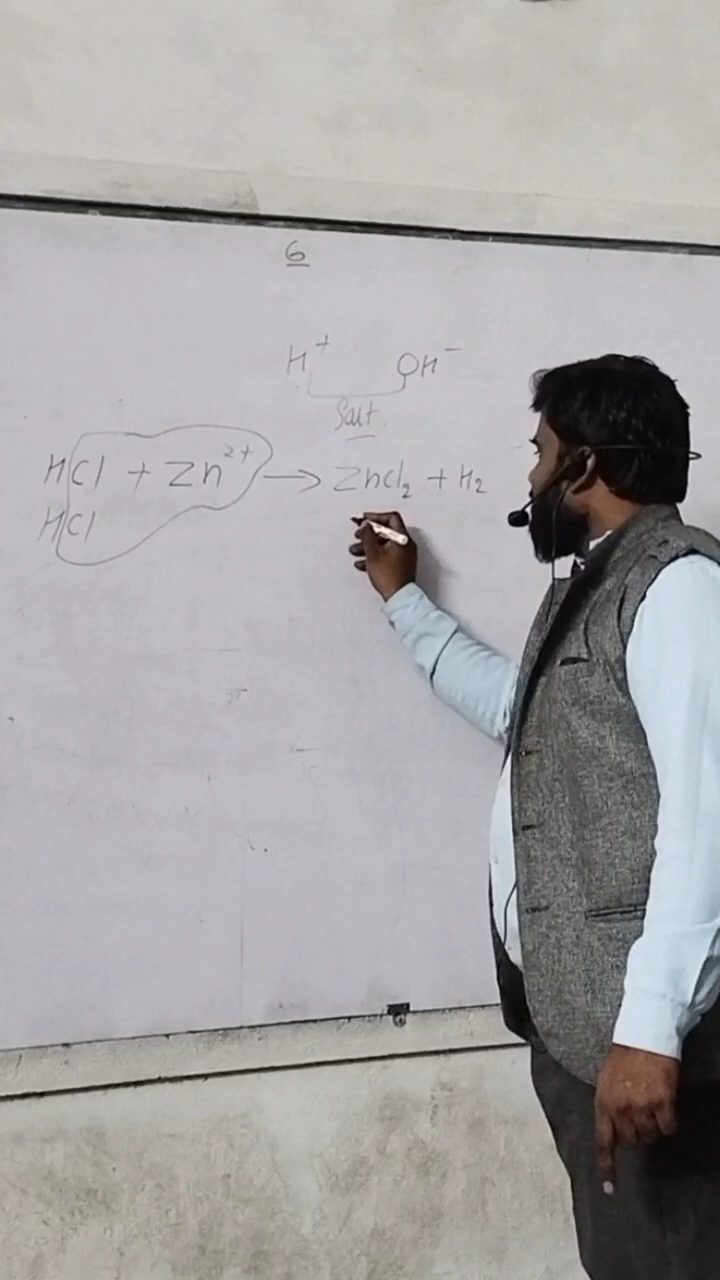 6
H⁺ OH⁻
Salt.
HCl + Zn²⁺ → ZnCl₂ + H₂
HCl